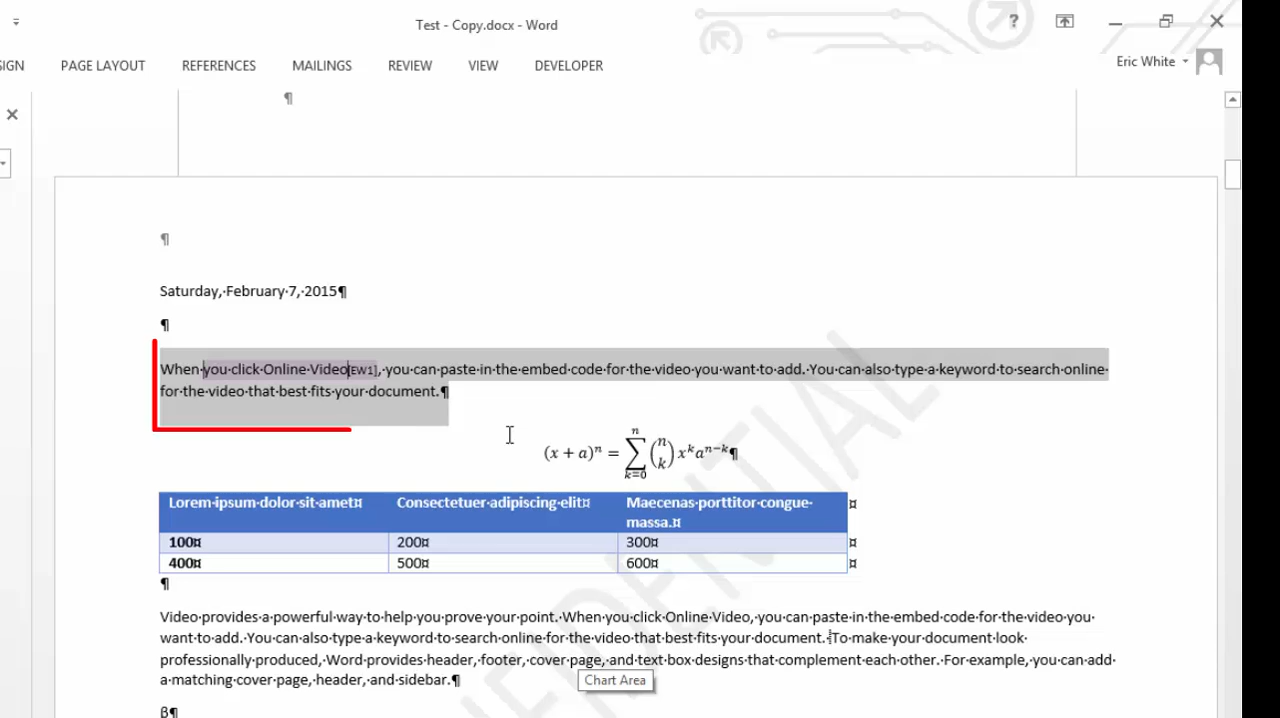 Test - Copy.docx - Word
?
SIGN PAGE LAYOUT REFERENCES MAILINGS REVIEW VIEW DEVELOPER
Eric White
¶
¶
Saturday,·February·7,·2015¶
¶
When·you·click·Online·Video[EW1],·you·can·paste·in·the·embed·code·for·the·video·you·want·to·add.·You·can·also·type·a·keyword·to·search·online·
for·the·video·that·best·fits·your·document.¶
(x + a)ⁿ = ∑ₖ₌₀ⁿ (n k) xᵏaⁿ⁻ᵏ¶
Lorem·ipsum·dolor·sit·amet¤ Consectetuer·adipiscing·elit¤ Maecenas·porttitor·congue· ¤
massa.¤
100¤ 200¤ 300¤ ¤
400¤ 500¤ 600¤ ¤
¶
Video·provides·a·powerful·way·to·help·you·prove·your·point.·When·you·click·Online·Video,·you·can·paste·in·the·embed·code·for·the·video·you·
want·to·add.·You·can·also·type·a·keyword·to·search·online·for·the·video·that·best·fits·your·document.·To·make·your·document·look·
professionally·produced,·Word·provides·header,·footer,·cover·page,·and·text·box·designs·that·complement·each·other.·For·example,·you·can·add·
a·matching·cover·page,·header,·and·sidebar.¶
Chart Area
β¶